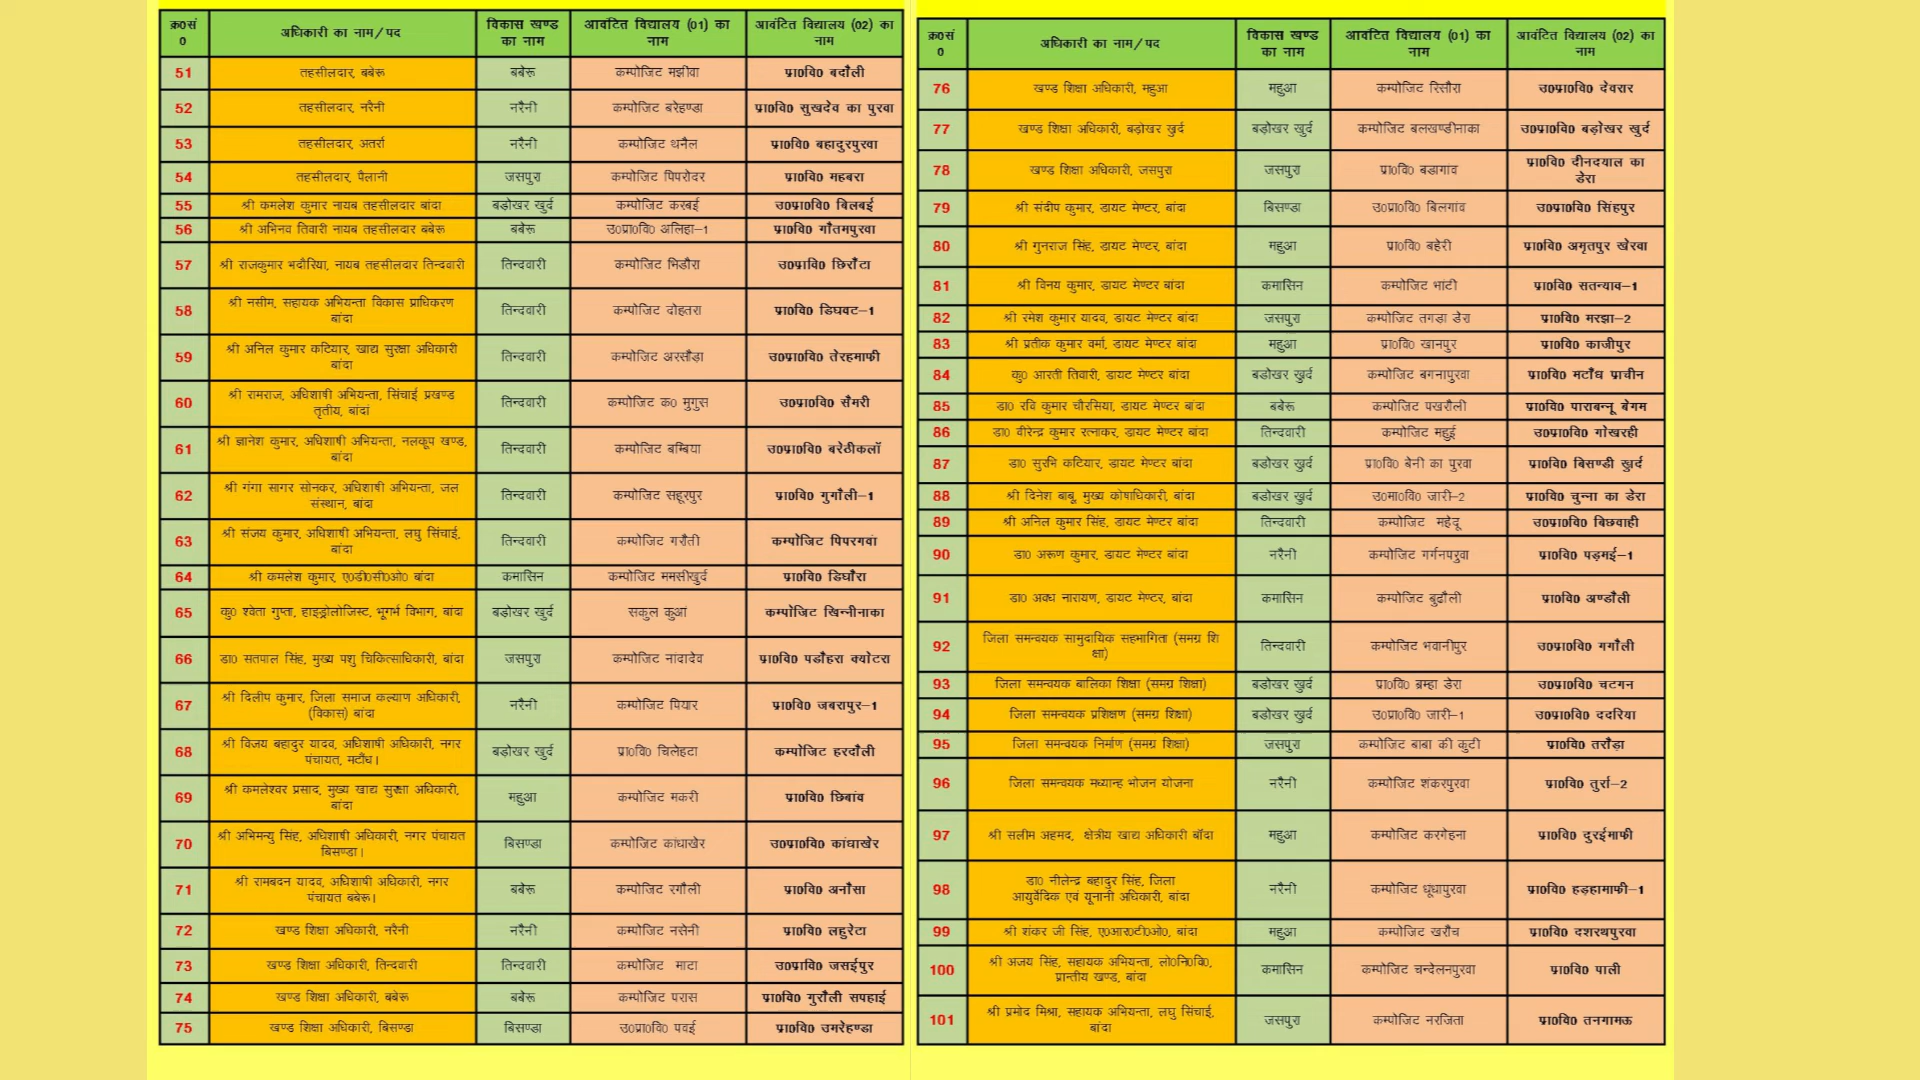 क्र0सं0 अधिकारी का नाम/पद विकास खण्ड का नाम आवंटित विद्यालय (01) का नाम आवंटित विद्यालय (02) का नाम
51 तहसीलदार, बबेरू बबेरू कम्पोजिट मझीवा प्रा0वि0 बदौली
52 तहसीलदार, नरैनी नरैनी कम्पोजिट बरेहण्डा प्रा0वि0 सुखदेव का पुरवा
53 तहसीलदार, अतर्रा नरैनी कम्पोजिट थनैल प्रा0वि0 बहादुरपुरवा
54 तहसीलदार, पैलानी जसपुरा कम्पोजिट पिपरोदर प्रा0वि0 महबरा
55 श्री कमलेश कुमार नायब तहसीलदार बांदा बड़ोखर खुर्द कम्पोजिट करबई उ0प्रा0वि0 बिलबई
56 श्री अभिनव तिवारी नायब तहसीलदार बबेरू बबेरू उ0प्रा0वि0 अलिहा–1 प्रा0वि0 गौतमपुरवा
57 श्री राजकुमार भदौरिया, नायब तहसीलदार तिन्दवारी तिन्दवारी कम्पोजिट भिडौरा उ0प्रावि0 छिरौंटा
58 श्री नसीम, सहायक अभियन्ता विकास प्राधिकरण बांदा तिन्दवारी कम्पोजिट दोहतरा प्रा0वि0 डिघवट–1
59 श्री अनिल कुमार कटियार, खाद्य सुरक्षा अधिकारी बांदा तिन्दवारी कम्पोजिट अरसौडा उ0प्रा0वि0 तेरहमाफी
60 श्री रामराज, अधिशाषी अभियन्ता, सिंचाई प्रखण्ड तृतीय, बांदां तिन्दवारी कम्पोजिट क0 मुगुस उ0प्रा0वि0 सैंमरी
61 श्री ज्ञानेश कुमार, अधिशाषी अभियन्ता, नलकूप खण्ड, बांदा तिन्दवारी कम्पोजिट बम्बिया उ0प्रा0वि0 बरेठीकलॉ
62 श्री गंगा सागर सोनकर, अधिशाषी अभियन्ता, जल संस्थान, बांदा तिन्दवारी कम्पोजिट सहूरपुर प्रा0वि0 गुगौली–1
63 श्री संजय कुमार, अधिशाषी अभियन्ता, लघु सिंचाई, बांदा तिन्दवारी कम्पोजिट गरौती कम्पोजिट पिपरगवां
64 श्री कमलेश कुमार, ए0डी0सी0ओ0 बांदा कमासिन कम्पोजिट ममसीखुर्द प्रा0वि0 डिघौरा
65 कु0 श्वेता गुप्ता, हाइड्रोलोजिस्ट, भूगर्भ विभाग, बांदा बड़ोखर खुर्द सकुल कुआं कम्पोजिट खिन्नीनाका
66 डा0 सतपाल सिंह, मुख्य पशु चिकित्साधिकारी, बांदा जसपुरा कम्पोजिट नांदादेव प्रा0वि0 पडौहरा क्योटरा
67 श्री दिलीप कुमार, जिला समाज कल्याण अधिकारी, (विकास) बांदा नरैनी कम्पोजिट पियार प्रा0वि0 जबरापुर–1
68 श्री विजय बहादुर यादव, अधिशाषी अधिकारी, नगर पंचायत, मटौंध। बड़ोखर खुर्द प्रा0वि0 चिलेहटा कम्पोजिट हरदौली
69 श्री कमलेश्वर प्रसाद, मुख्य खाद्य सुरक्षा अधिकारी, बांदा महुआ कम्पोजिट मकरी प्रा0वि0 छिबांव
70 श्री अभिमन्यु सिंह, अधिशाषी अधिकारी, नगर पंचायत बिसण्डा। बिसण्डा कम्पोजिट कांधाखेर उ0प्रा0वि0 कांधाखेर
71 श्री रामबदन यादव, अधिशाषी अधिकारी, नगर पंचायत बबेरू। बबेरू कम्पोजिट रगौली प्रा0वि0 अनौसा
72 खण्ड शिक्षा अधिकारी, नरैनी नरैनी कम्पोजिट नसेनी प्रा0वि0 लहुरेटा
73 खण्ड शिक्षा अधिकारी, तिन्दवारी तिन्दवारी कम्पोजिट माटा उ0प्रावि0 जसईपुर
74 खण्ड शिक्षा अधिकारी, बबेरू बबेरू कम्पोजिट परास प्रा0वि0 गुरौली सपहाई
75 खण्ड शिक्षा अधिकारी, बिसण्डा बिसण्डा उ0प्रा0वि0 पवई प्रा0वि0 उमरेहण्डा
क्र0सं0 अधिकारी का नाम/पद विकास खण्ड का नाम आवंटित विद्यालय (01) का नाम आवंटित विद्यालय (02) का नाम
76 खण्ड शिक्षा अधिकारी, महुआ महुआ कम्पोजिट रिसौरा उ0प्रा0वि0 देवरार
77 खण्ड शिक्षा अधिकारी, बड़ोखर खुर्द बड़ोखर खुर्द कम्पोजिट बलखण्डीनाका उ0प्रा0वि0 बड़ोखर खुर्द
78 खण्ड शिक्षा अधिकारी, जसपुरा जसपुरा प्रा0वि0 बडागांव प्रा0वि0 दीनदयाल का डेरा
79 श्री संदीप कुमार, डायट मेण्टर, बांदा बिसण्डा उ0प्रा0वि0 बिलगांव उ0प्रा0वि0 सिंहपुर
80 श्री गुनराज सिंह, डायट मेण्टर, बांदा महुआ प्रा0वि0 बहेरी प्रा0वि0 अमृतपुर खेरवा
81 श्री विनय कुमार, डायट मेण्टर बांदा कमासिन कम्पोजिट भांटी प्रा0वि0 सतन्याव–1
82 श्री रमेश कुमार यादव, डायट मेण्टर बांदा जसपुरा कम्पोजिट तगडा डेरा प्रा0वि0 मरझा–2
83 श्री प्रतीक कुमार वर्मा, डायट मेण्टर बांदा महुआ प्रा0वि0 खानपुर प्रा0वि0 काजीपुर
84 कु0 आरती तिवारी, डायट मेण्टर बांदा बडोखर खुर्द कम्पोजिट बगनापुरवा प्रा0वि0 मटौंध प्राचीन
85 डा0 रवि कुमार चौरसिया, डायट मेण्टर बांदा बबेरू कम्पोजिट पखरौली प्रा0वि0 पाराबन्नू बेगम
86 डा0 वीरेन्द्र कुमार रत्नाकर, डायट मेण्टर बांदा तिन्दवारी कम्पोजिट महुई उ0प्रा0वि0 गोखरही
87 डा0 सुरभि कटियार, डायट मेण्टर बांदा बडोखर खुर्द प्रा0वि0 बेनी का पुरवा प्रा0वि0 बिसण्डी खुर्द
88 श्री दिनेश बाबू, मुख्य कोषाधिकारी, बांदा बडोखर खुर्द उ0मा0वि0 जारी–2 प्रा0वि0 चुन्ना का डेरा
89 श्री अनिल कुमार सिंह, डायट मेण्टर बांदा तिन्दवारी कम्पोजिट महेदू उ0प्रा0वि0 बिछवाही
90 डा0 अरूण कुमार, डायट मेण्टर बांदा नरैनी कम्पोजिट गर्गनपुरवा प्रा0वि0 पड़मई–1
91 डा0 अवध नारायण, डायट मेण्टर, बांदा कमासिन कम्पोजिट बुढौली प्रा0वि0 अण्डौली
92 जिला समन्वयक सामुदायिक सहभागिता (समग्र शिक्षा) तिन्दवारी कम्पोजिट भवानीपुर उ0प्रा0वि0 गगौली
93 जिला समन्वयक बालिका शिक्षा (समग्र शिक्षा) बडोखर खुर्द प्रा0वि0 ब्रम्हा डेरा उ0प्रा0वि0 चटगन
94 जिला समन्वयक प्रशिक्षण (समग्र शिक्षा) बडोखर खुर्द उ0प्रा0वि0 जारी–1 उ0प्रा0वि0 ददरिया
95 जिला समन्वयक निर्माण (समग्र शिक्षा) जसपुरा कम्पोजिट बाबा की कुटी प्रा0वि0 तरौड़ा
96 जिला समन्वयक मध्यान्ह भोजन योजना नरैनी कम्पोजिट शंकरपुरवा प्रा0वि0 तुर्रा–2
97 श्री सलीम अहमद, क्षेत्रीय खाद्य अधिकारी बॉदा महुआ कम्पोजिट करगेहना प्रा0वि0 दुरईमाफी
98 डा0 नीलेन्द्र बहादुर सिंह, जिला आयुर्वेदिक एवं यूनानी अधिकारी, बांदा नरैनी कम्पोजिट धूंधापुरवा प्रा0वि0 हड़हामाफी–1
99 श्री शंकर जी सिंह, ए0आर0टी0ओ0, बांदा महुआ कम्पोजिट खरौंच प्रा0वि0 दशरथपुरवा
100 श्री अजय सिंह, सहायक अभियन्ता, लो0नि0वि0, प्रान्तीय खण्ड, बांदा कमासिन कम्पोजिट चन्देलनपुरवा प्रा0वि0 पाली
101 श्री प्रमोद मिश्रा, सहायक अभियन्ता, लघु सिंचाई, बांदा जसपुरा कम्पोजिट नरजिता प्रा0वि0 तनगामऊ